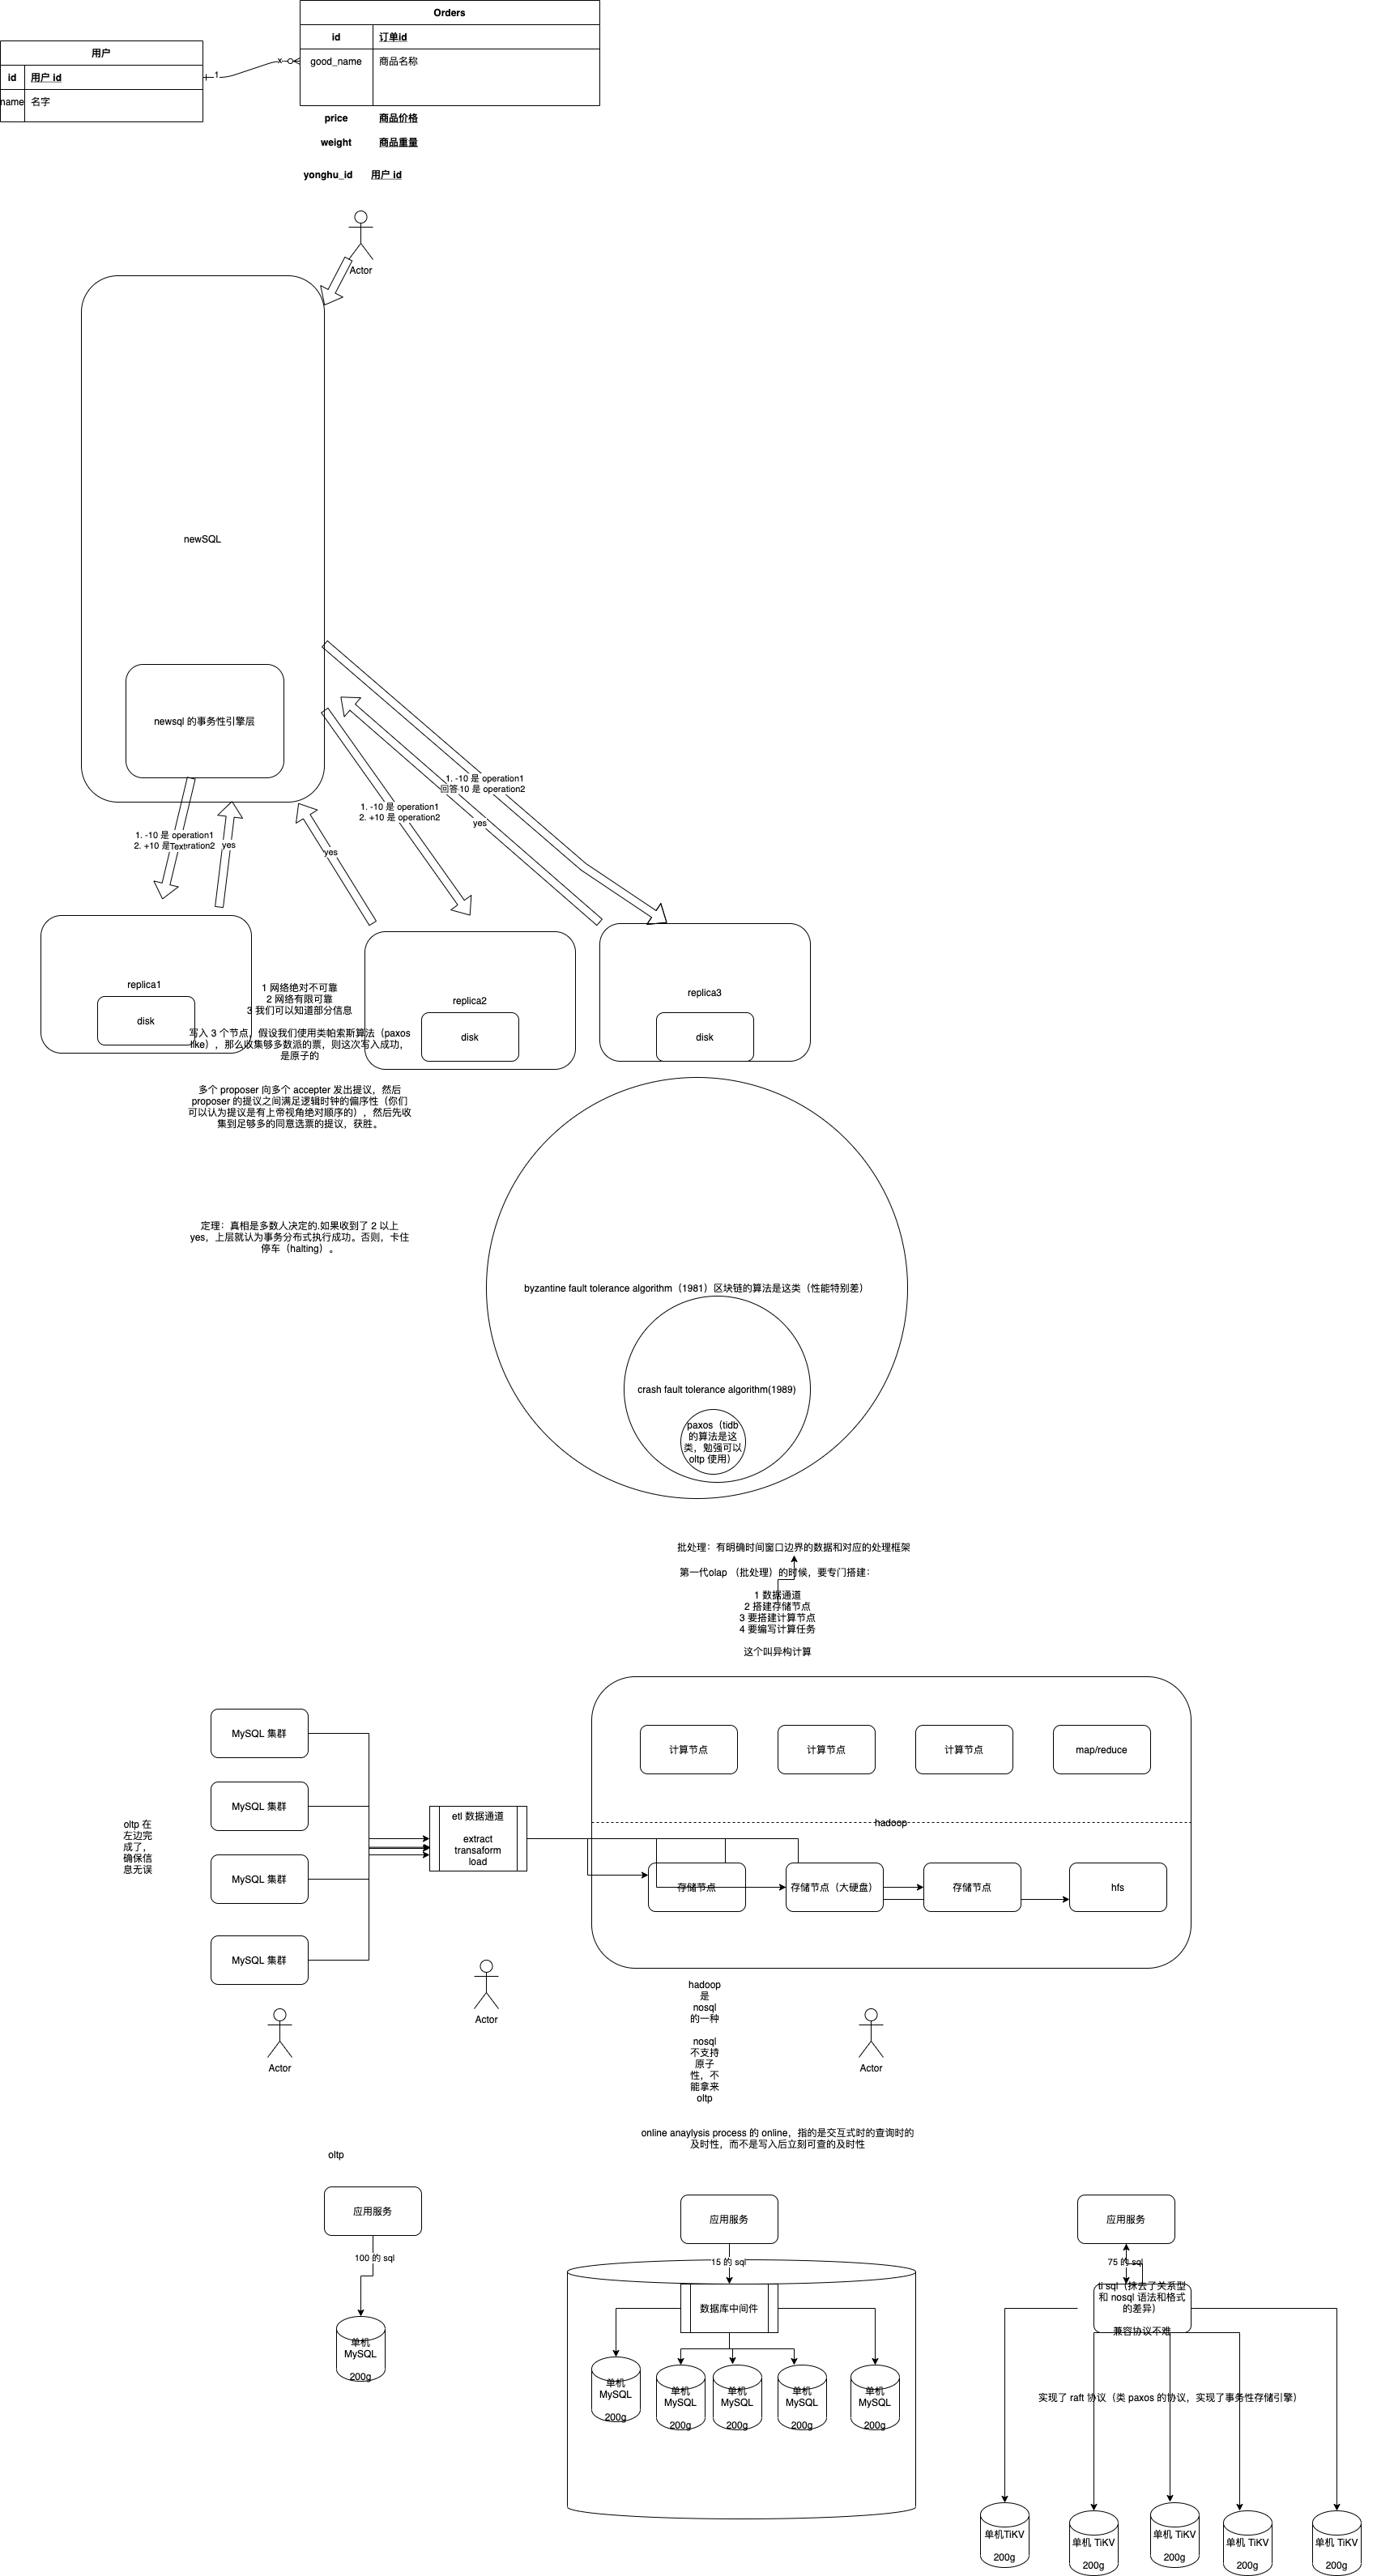 Orders
id 订单id
good_name 商品名称
用户
id 用户 id
name 名字
1
x
price 商品价格
weight 商品重量
yonghu_id 用户 id
Actor
newSQL
newsql 的事务性引擎层
1. -10 是 operation1
回答 10 是 operation2
yes
1. -10 是 operation1
2. +10 是 operation2
1. -10 是 operation1
2. +10 是Textration2
yes
yes
replica1
disk
replica2
disk
replica3
disk
1 网络绝对不可靠
2 网络有限可靠
3 我们可以知道部分信息
写入 3 个节点，假设我们使用类帕索斯算法（paxos
like），那么收集够多数派的票，则这次写入成功，
是原子的
多个 proposer 向多个 accepter 发出提议，然后
proposer 的提议之间满足逻辑时钟的偏序性（你们
可以认为提议是有上帝视角绝对顺序的），然后先收
集到足够多的同意选票的提议，获胜。
定理：真相是多数人决定的.如果收到了 2 以上
yes，上层就认为事务分布式执行成功。否则，卡住
停车（halting）。
byzantine fault tolerance algorithm（1981）区块链的算法是这类（性能特别差）
crash fault tolerance algorithm(1989)
paxos（tidb
的算法是这
类，勉强可以
oltp 使用）
批处理：有明确时间窗口边界的数据和对应的处理框架
第一代olap （批处理）的时候，要专门搭建：
1 数据通道
2 搭建存储节点
3 要搭建计算节点
4 要编写计算任务
这个叫异构计算
MySQL 集群
MySQL 集群
MySQL 集群
MySQL 集群
oltp 在
左边完
成了，
确保信
息无误
etl 数据通道
extract
transaform
load
计算节点
计算节点
计算节点
map/reduce
hadoop
存储节点
存储节点（大硬盘）
存储节点
hfs
Actor
Actor
Actor
hadoop
是
nosql
的一种
nosql
不支持
原子
性，不
能拿来
oltp
online anaylysis process 的 online，指的是交互式时的查询时的
及时性，而不是写入后立刻可查的及时性
oltp
应用服务
100 的 sql
单机
MySQL
200g
应用服务
15 的 sql
数据库中间件
单机
MySQL
200g
单机
MySQL
200g
单机
MySQL
200g
单机
MySQL
200g
单机
MySQL
200g
应用服务
75 的 sql
ti sql（抹去了关系型
和 nosql 语法和格式
的差异）
兼容协议不难
实现了 raft 协议（类 paxos 的协议，实现了事务性存储引擎）
单机TiKV
200g
单机 TiKV
200g
单机 TiKV
200g
单机 TiKV
200g
单机 TiKV
200g